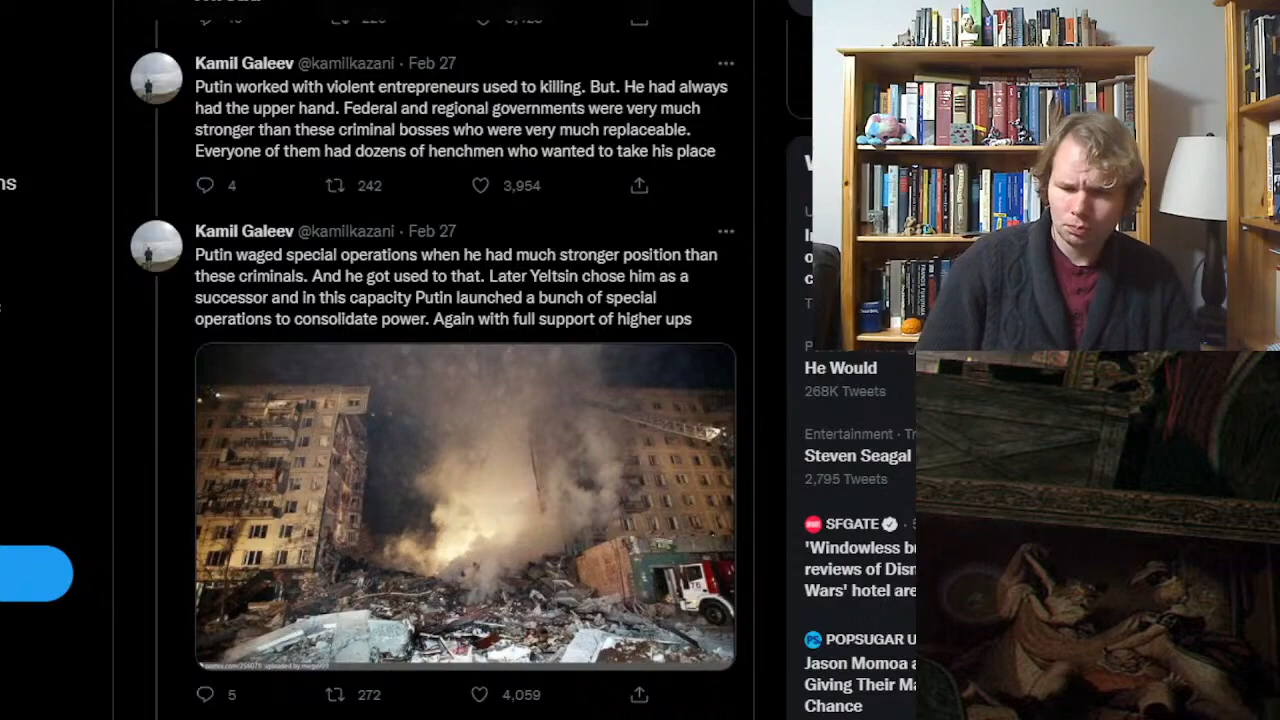 ns
Kamil Galeev @kamilkazani · Feb 27
Putin worked with violent entrepreneurs used to killing. But. He had always
had the upper hand. Federal and regional governments were very much
stronger than these criminal bosses who were very much replaceable.
Everyone of them had dozens of henchmen who wanted to take his place
4 242 3,954
Kamil Galeev @kamilkazani · Feb 27
Putin waged special operations when he had much stronger position than
these criminals. And he got used to that. Later Yeltsin chose him as a
successor and in this capacity Putin launched a bunch of special
operations to consolidate power. Again with full support of higher ups
5 272 4,059
He Would
268K Tweets
Entertainment · Tr
Steven Seagal
2,795 Tweets
SFGATE
'Windowless bu
reviews of Disn
Wars' hotel are
POPSUGAR U
Jason Momoa a
Giving Their Ma
Chance